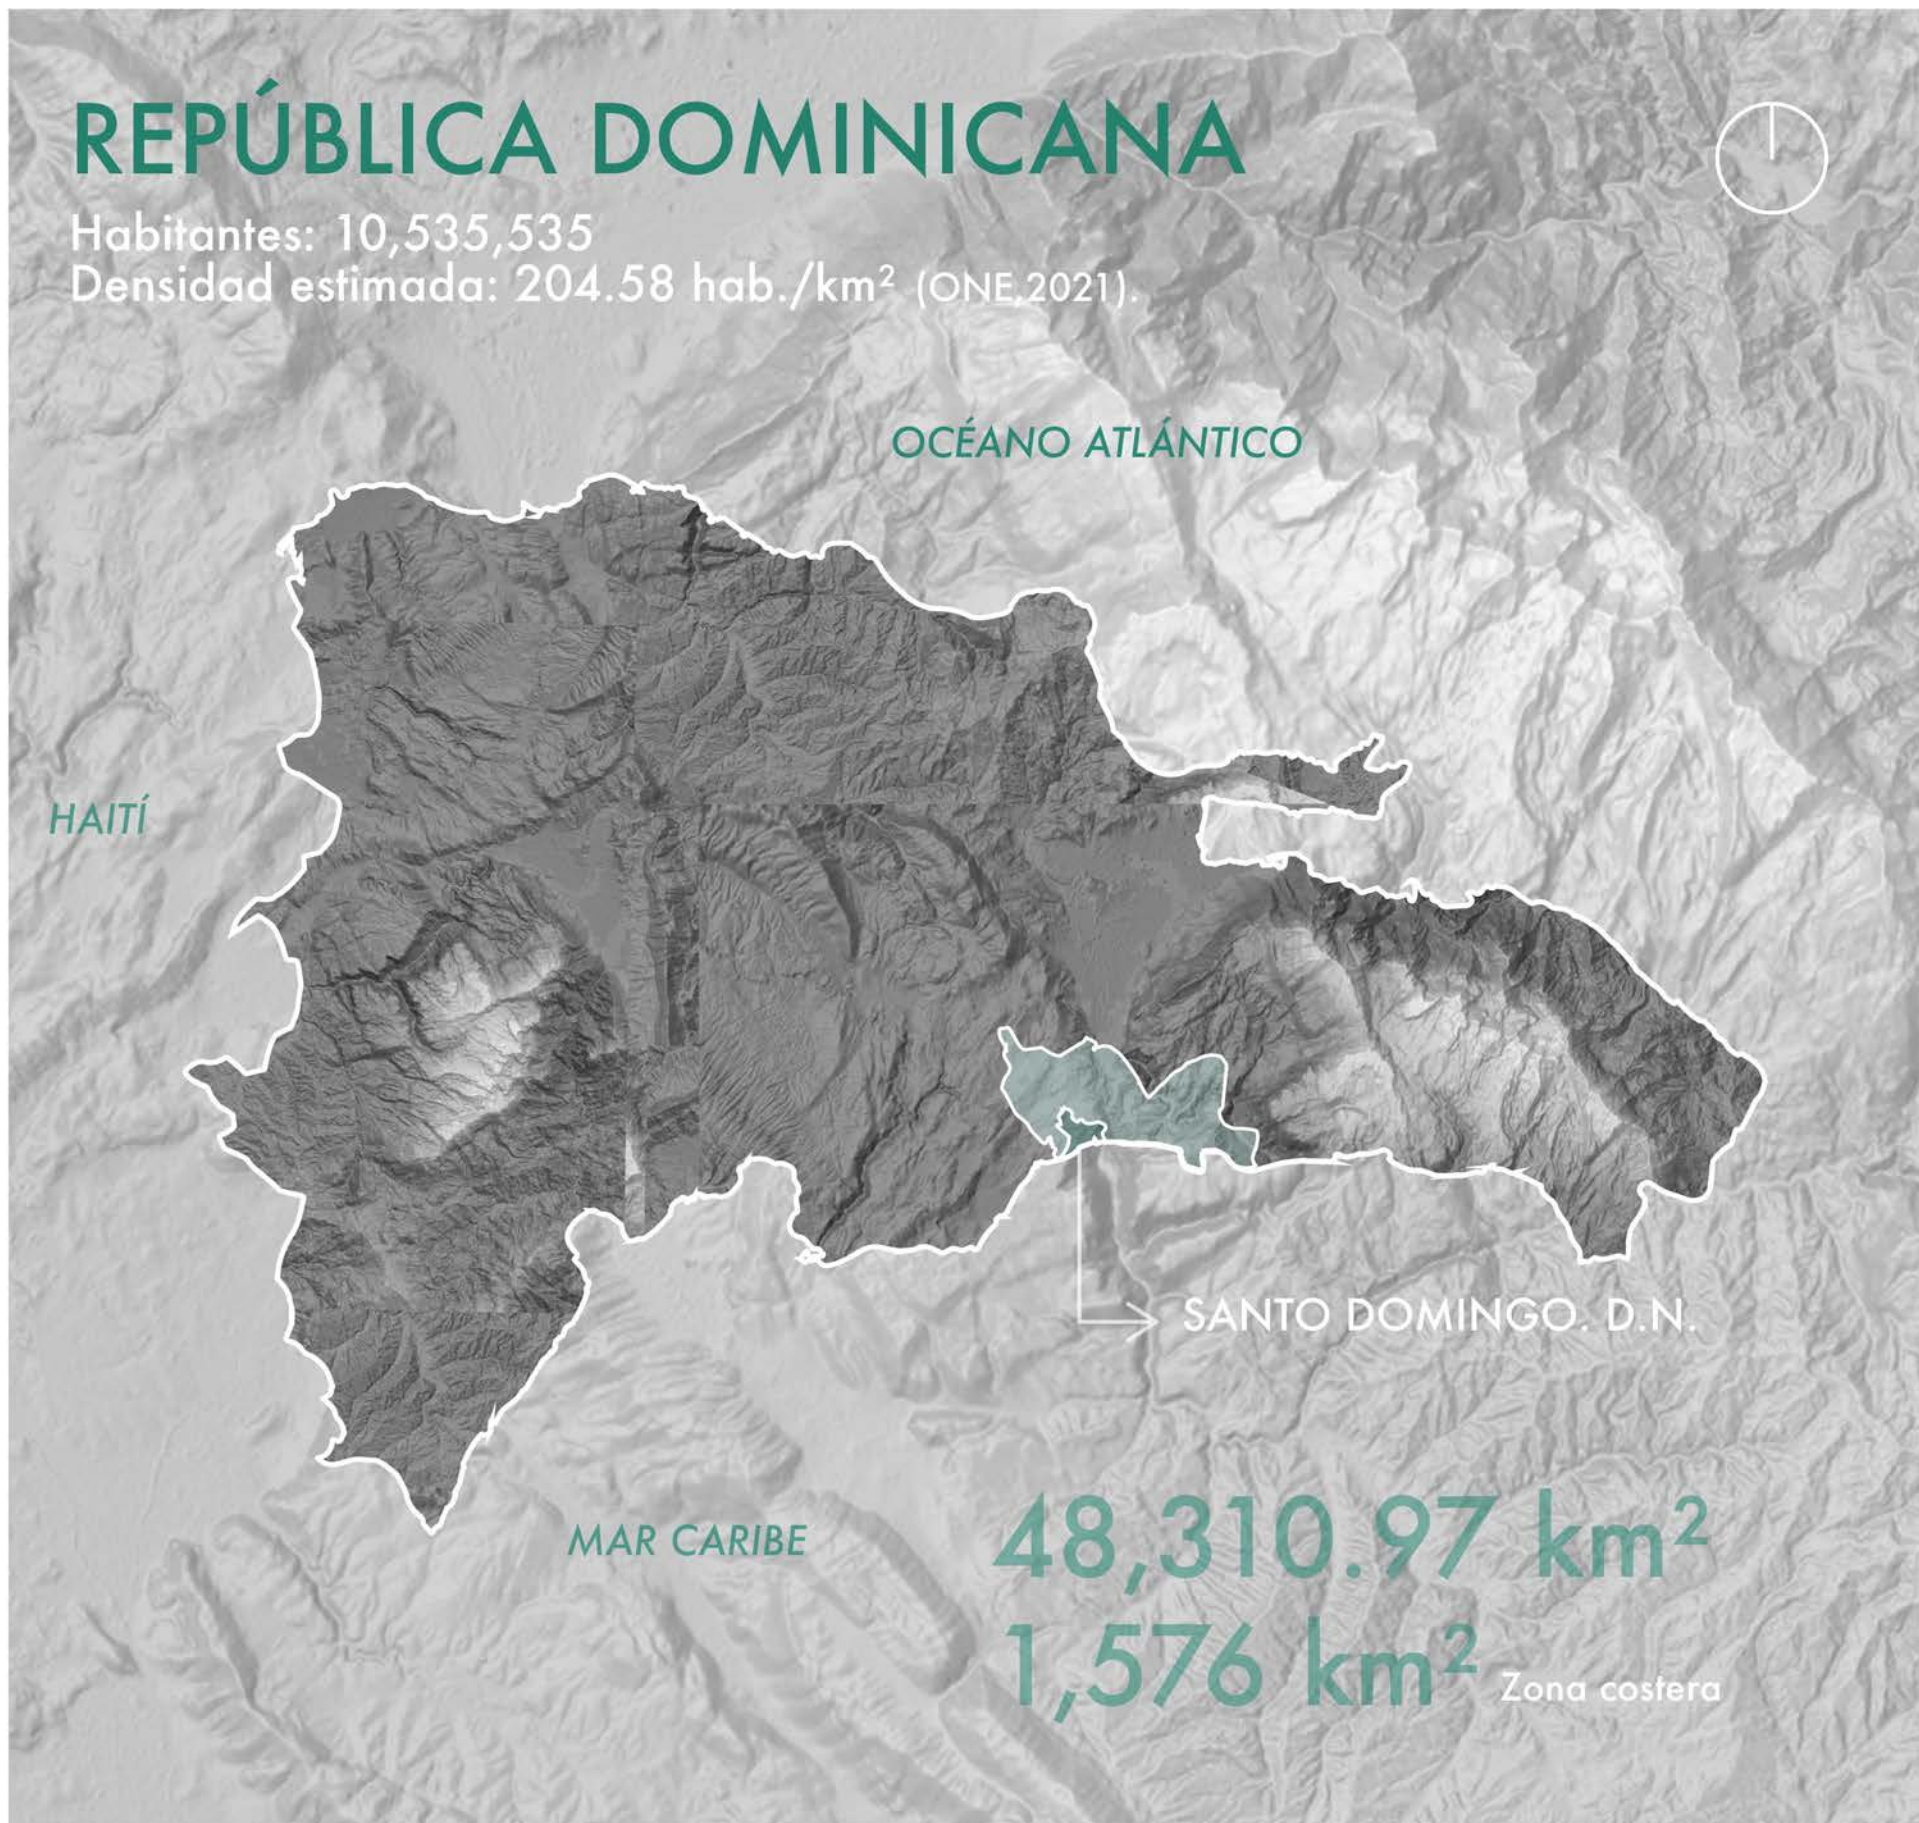 REPÚBLICA DOMINICANA
Habitantes: 10,535,535
Densidad estimada: 204.58 hab./km² (ONE,2021).
OCÉANO ATLÁNTICO
HAITÍ
SANTO DOMINGO. D.N.
MAR CARIBE
48,310.97 km²
1,576 km² Zona costera